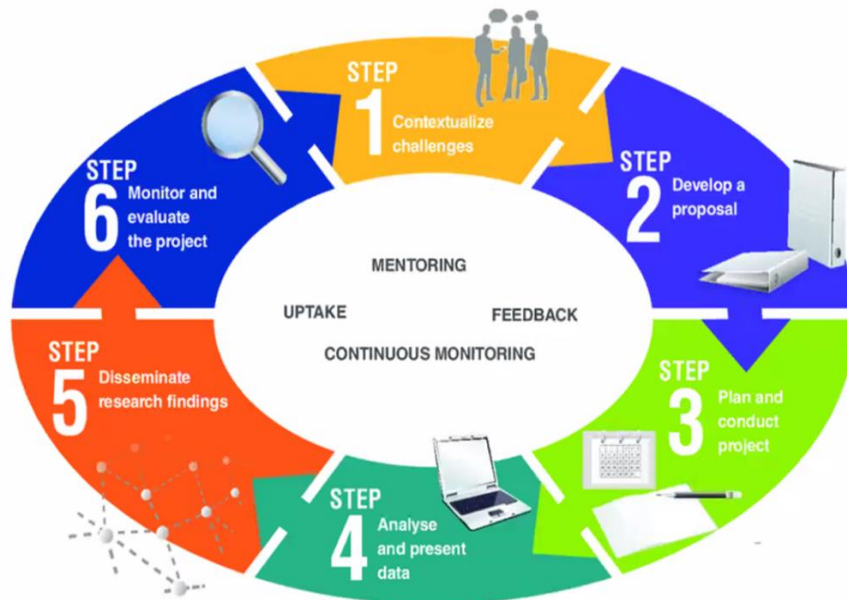 STEP
1
Contextualize
challenges
STEP
2
Develop a
proposal
STEP
3
Plan and
conduct
project
STEP
4
Analyse
and present
data
STEP
5
Disseminate
research findings
STEP
6
Monitor and
evaluate
the project
MENTORING
UPTAKE
FEEDBACK
CONTINUOUS MONITORING